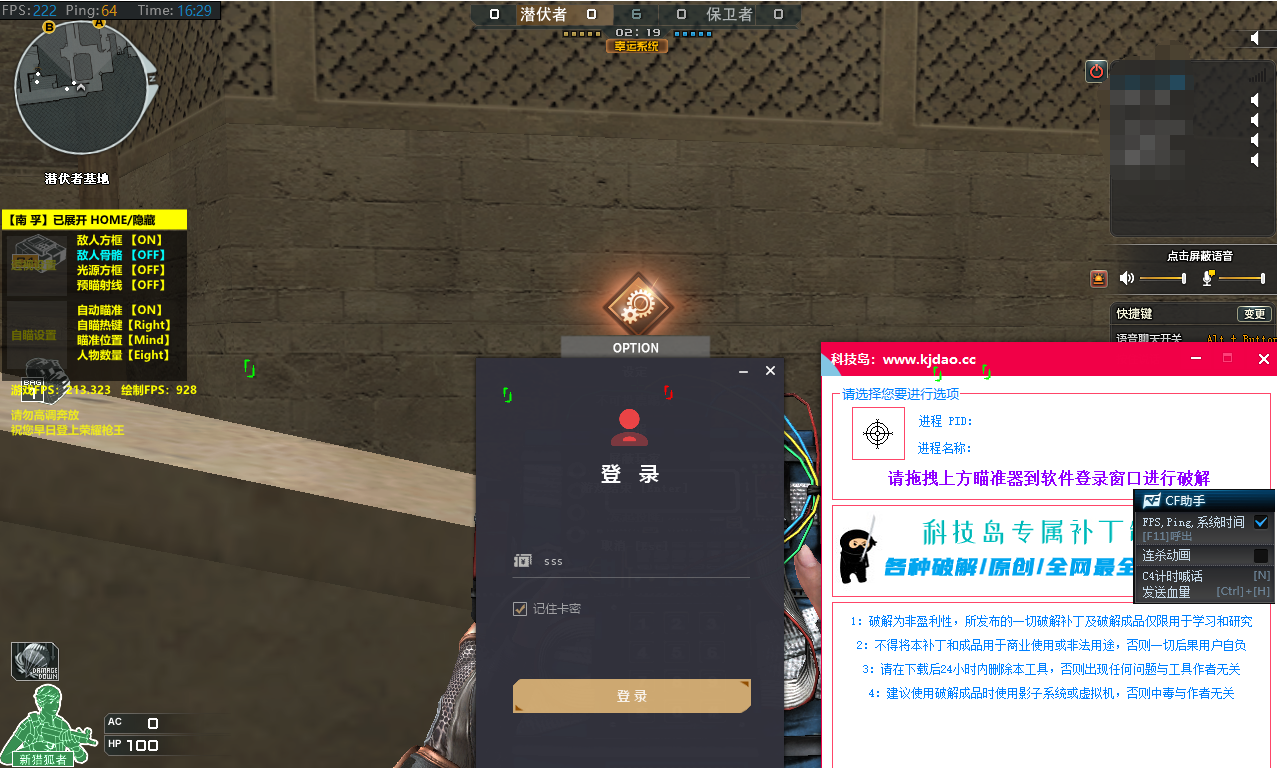 FPS:222 Ping:64 Time: 16:29
0 潜伏者 0 6 0 保卫者 0
02:19
幸运系统
B
A
Z
潜伏者基地
【南 孚】已展开 HOME/隐藏
敌人方框 【ON】
敌人骨骼 【OFF】
光源方框 【OFF】
预瞄射线 【OFF】
自动瞄准 【ON】
自瞄设置
自瞄热键【Right】
瞄准位置【Mind】
人物数量【Eight】
BAG
1
游戏FPS：213.323 绘制FPS：928
请勿高调奔放
祝您早日登上荣耀枪王
点击屏蔽语音
快捷键 变更
语音聊天开关 Alt + Button
OPTION
登 录
sss
记住卡密
登 录
科技岛：www.kjdao.cc
请选择您要进行选项
进程 PID:
进程名称:
请拖拽上方瞄准器到软件登录窗口进行破解
科技岛专属补丁
各种破解/原创/全网最全
CF助手
FPS, Ping, 系统时间
[F11]呼出
连杀动画
C4计时喊话 [N]
发送血量 [Ctrl]+[H]
1: 破解为非盈利性，所发布的一切破解补丁及破解成品仅限用于学习和研究
2: 不得将本补丁和成品用于商业使用或非法用途，否则一切后果用户自负
3: 请在下载后24小时内删除本工具，否则出现任何问题与工具作者无关
4: 建议使用破解成品时使用影子系统或虚拟机，否则中毒与作者无关
DAMAGE
DOWN
AC 0
HP 100
新猎狐者